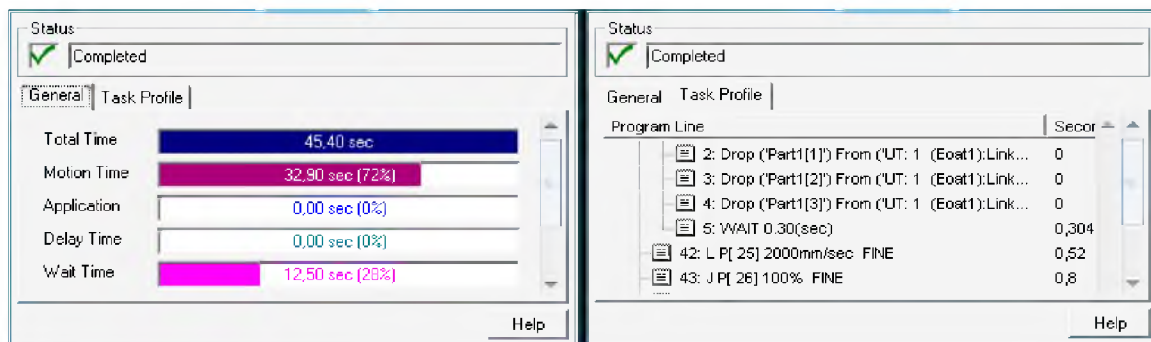 Status
Completed
General Task Profile
Total Time 45,40 sec
Motion Time 32,90 sec (72%)
Application 0,00 sec (0%)
Delay Time 0,00 sec (0%)
Wait Time 12,50 sec (28%)
Help
Status
Completed
General Task Profile
Program Line Secor
2: Drop ('Part1[1]') From ('UT: 1 (Eoat1):Link... 0
3: Drop ('Part1[2]') From ('UT: 1 (Eoat1):Link... 0
4: Drop ('Part1[3]') From ('UT: 1 (Eoat1):Link... 0
5: WAIT 0.30(sec) 0,304
42: L P[ 25] 2000mm/sec FINE 0,52
43: J P[ 26] 100% FINE 0,8
Help